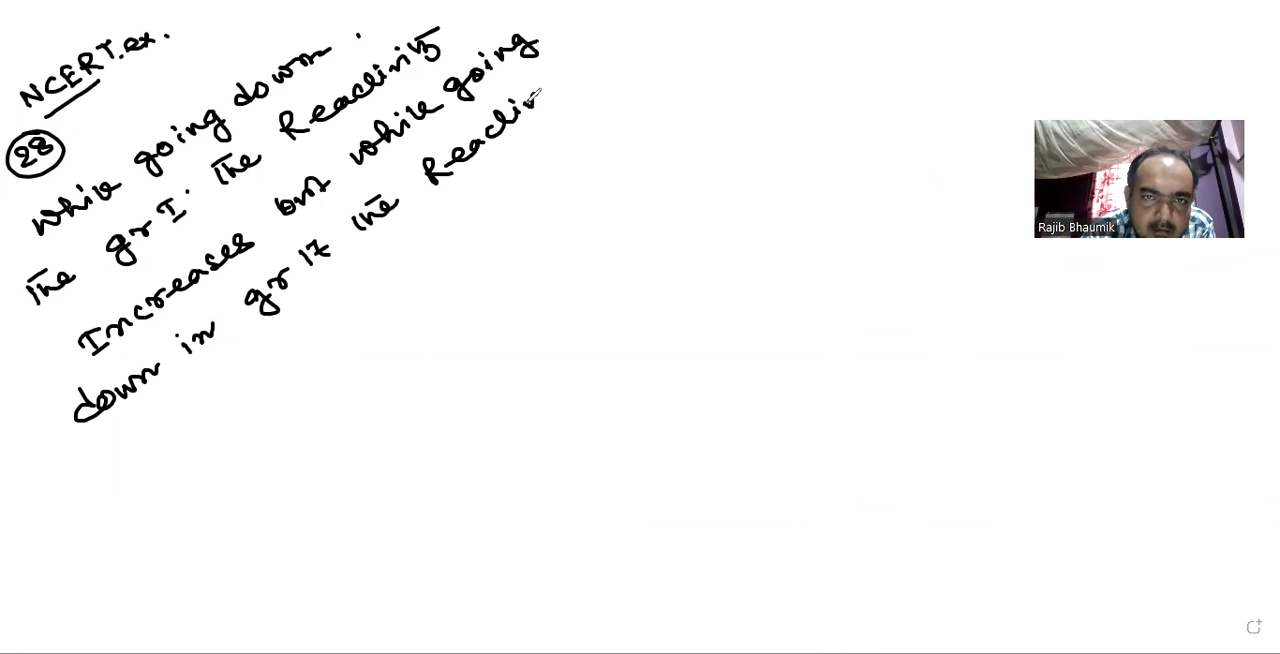 NCERT. ex.
28
While going down
the gr I. the Reactivity
Increases but while going
down in gr 17 the Reactiv
Rajib Bhaumik